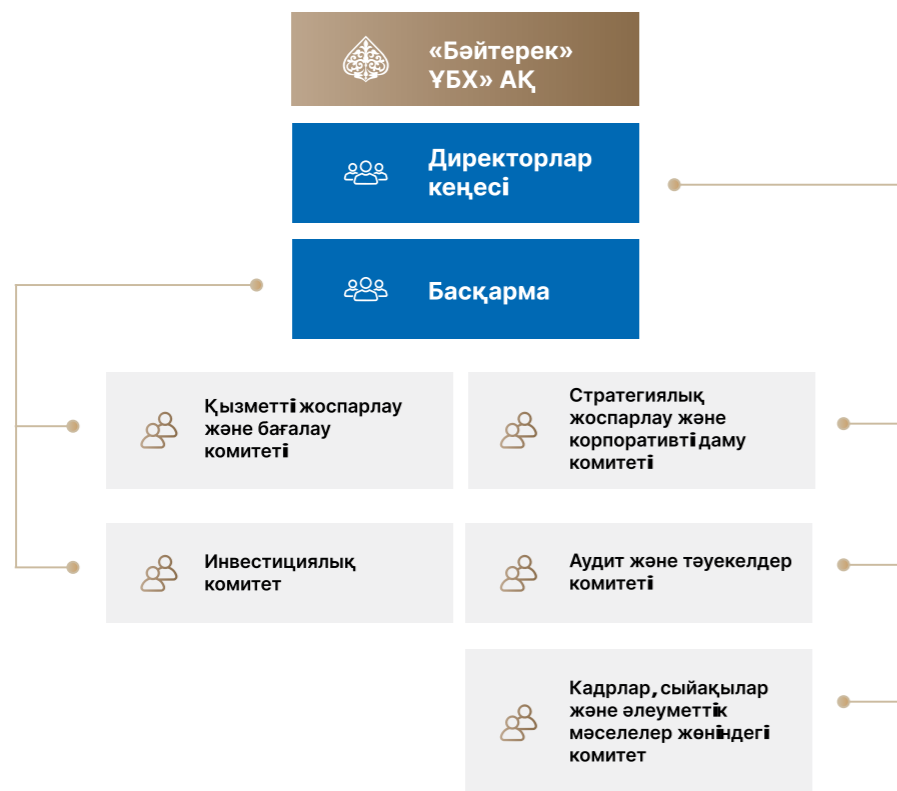 «Бәйтерек»
ҰБХ» АҚ
Директорлар
кеңесі
Басқарма
Қызметті жоспарлау
және бағалау
комитеті
Стратегиялық
жоспарлау және
корпоративті даму
комитеті
Инвестициялық
комитет
Аудит және тәуекелдер
комитеті
Кадрлар, сыйақылар
және әлеуметтік
мәселелер жөніндегі
комитет